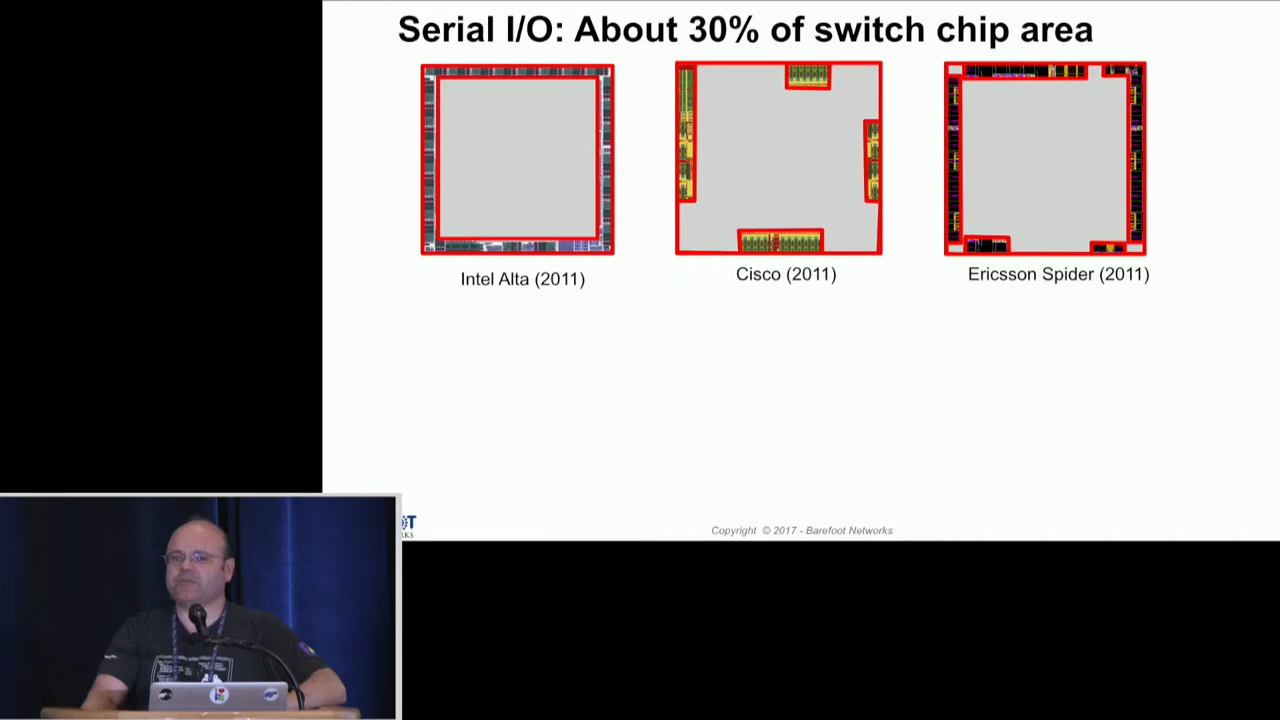 Serial I/O: About 30% of switch chip area
Intel Alta (2011)
Cisco (2011)
Ericsson Spider (2011)
Copyright © 2017 - Barefoot Networks